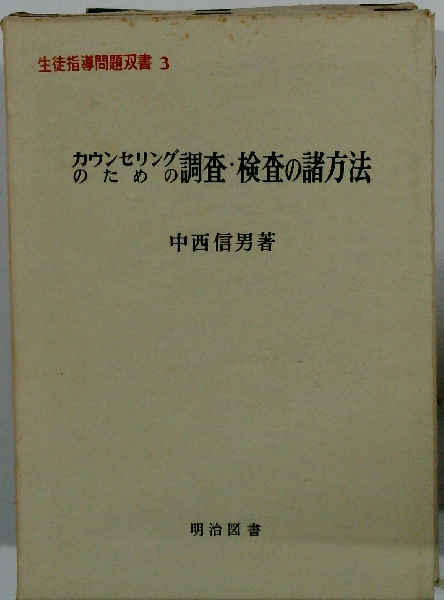 生徒指導問題双書 3
カウンセリングのための調査・検査の諸方法
中西信男著
明治図書